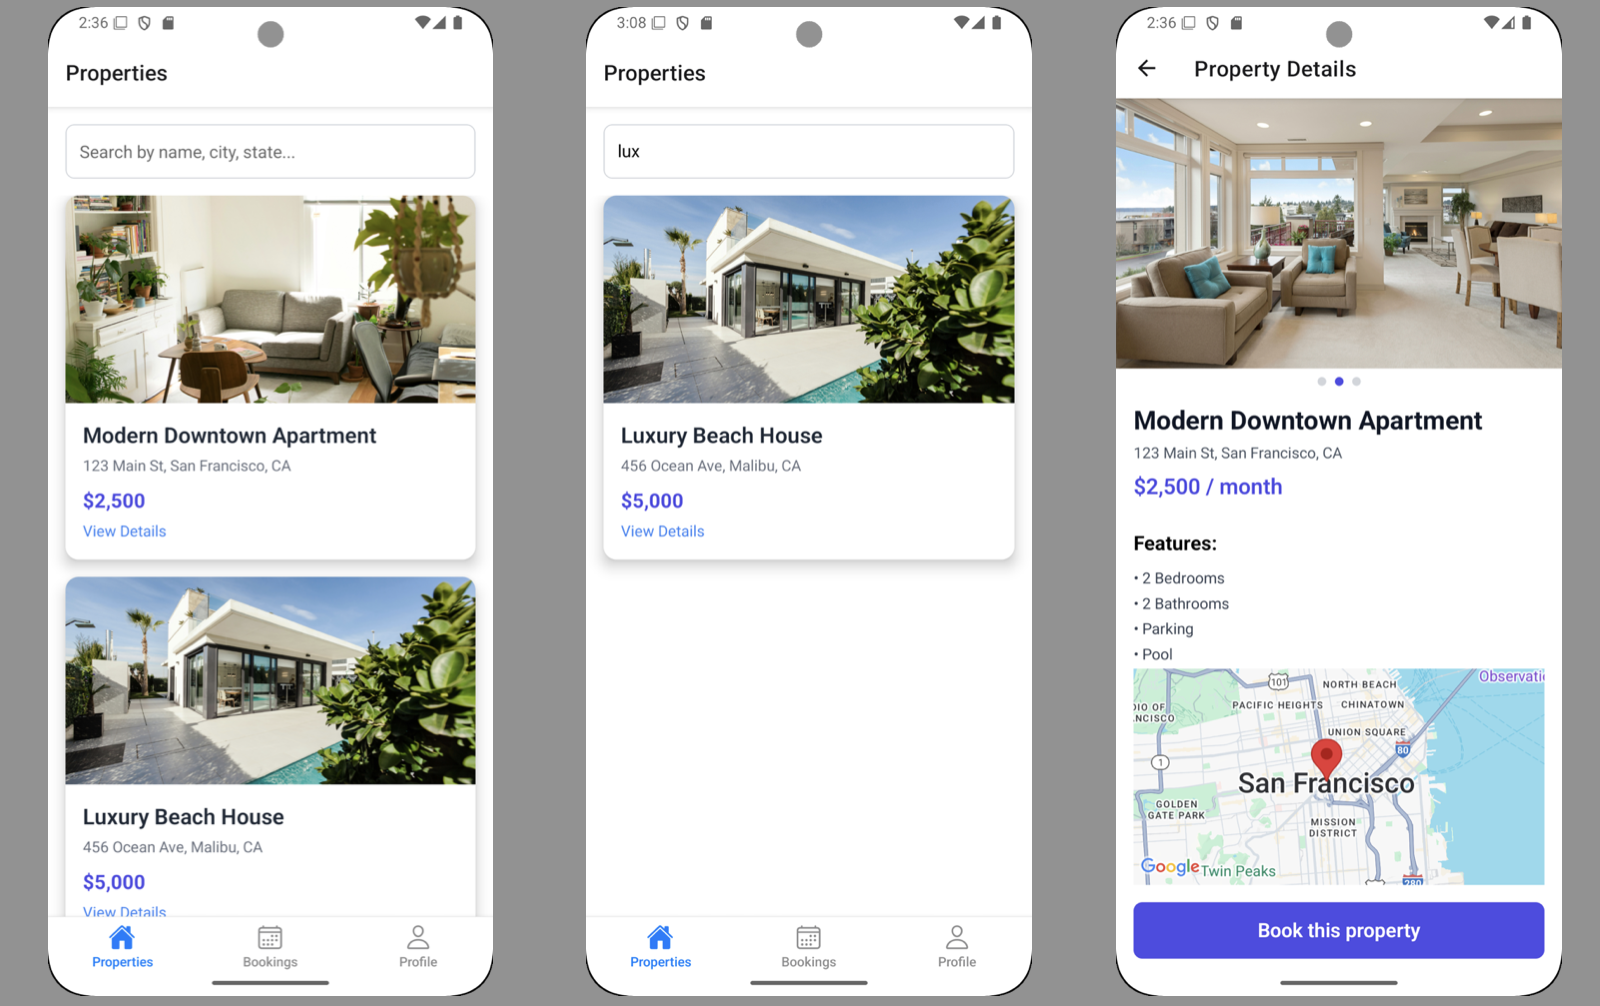 2:36
Properties
Search by name, city, state...
Modern Downtown Apartment
123 Main St, San Francisco, CA
$2,500
View Details
Luxury Beach House
456 Ocean Ave, Malibu, CA
$5,000
View Details
Properties
Bookings
Profile
3:08
Properties
lux
Luxury Beach House
456 Ocean Ave, Malibu, CA
$5,000
View Details
Properties
Bookings
Profile
2:36
Property Details
Modern Downtown Apartment
123 Main St, San Francisco, CA
$2,500 / month
Features:
• 2 Bedrooms
• 2 Bathrooms
• Parking
• Pool
Observati
101
NORTH BEACH
DIO OF
NCISCO
PACIFIC HEIGHTS
CHINATOWN
UNION SQUARE
80
1
San Francisco
GOLDEN
GATE PARK
MISSION
DISTRICT
Google
Twin Peaks
280
Book this property